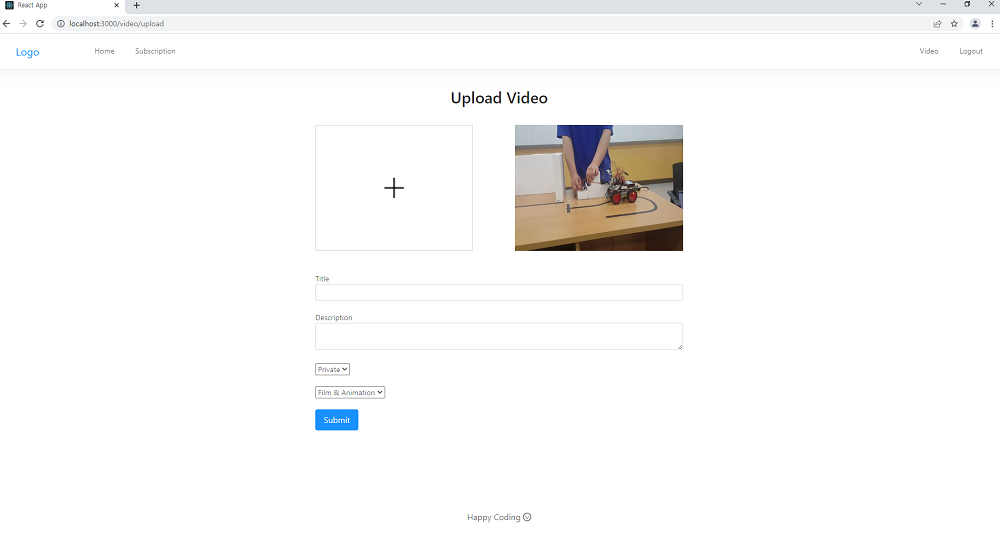 React App
localhost:3000/video/upload
Logo Home Subscription Video Logout
Upload Video
Title
Description
Private
Film & Animation
Submit
Happy Coding